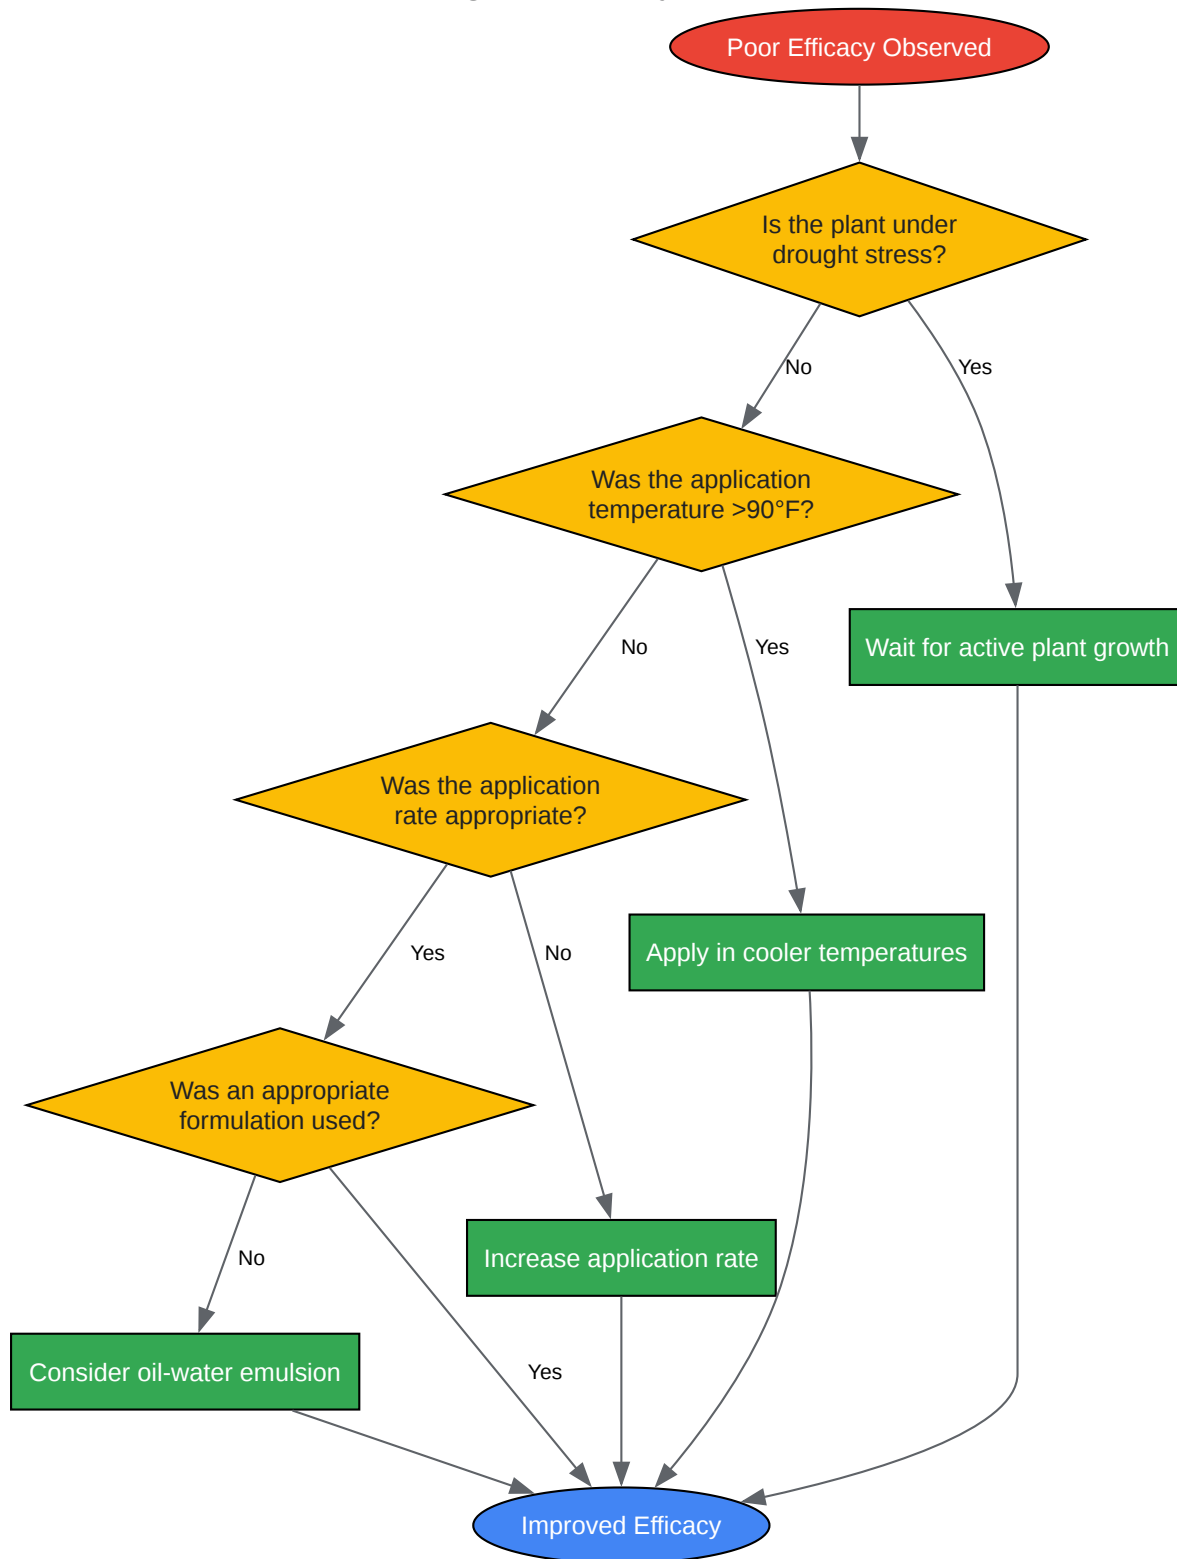 Poor Efficacy Observed
Is the plant under
drought stress?
No
Yes
Was the application
temperature >90°F?
No
Yes
Wait for active plant growth
Was the application
rate appropriate?
Yes
No
Apply in cooler temperatures
Was an appropriate
formulation used?
No
Increase application rate
Consider oil-water emulsion
Yes
Improved Efficacy